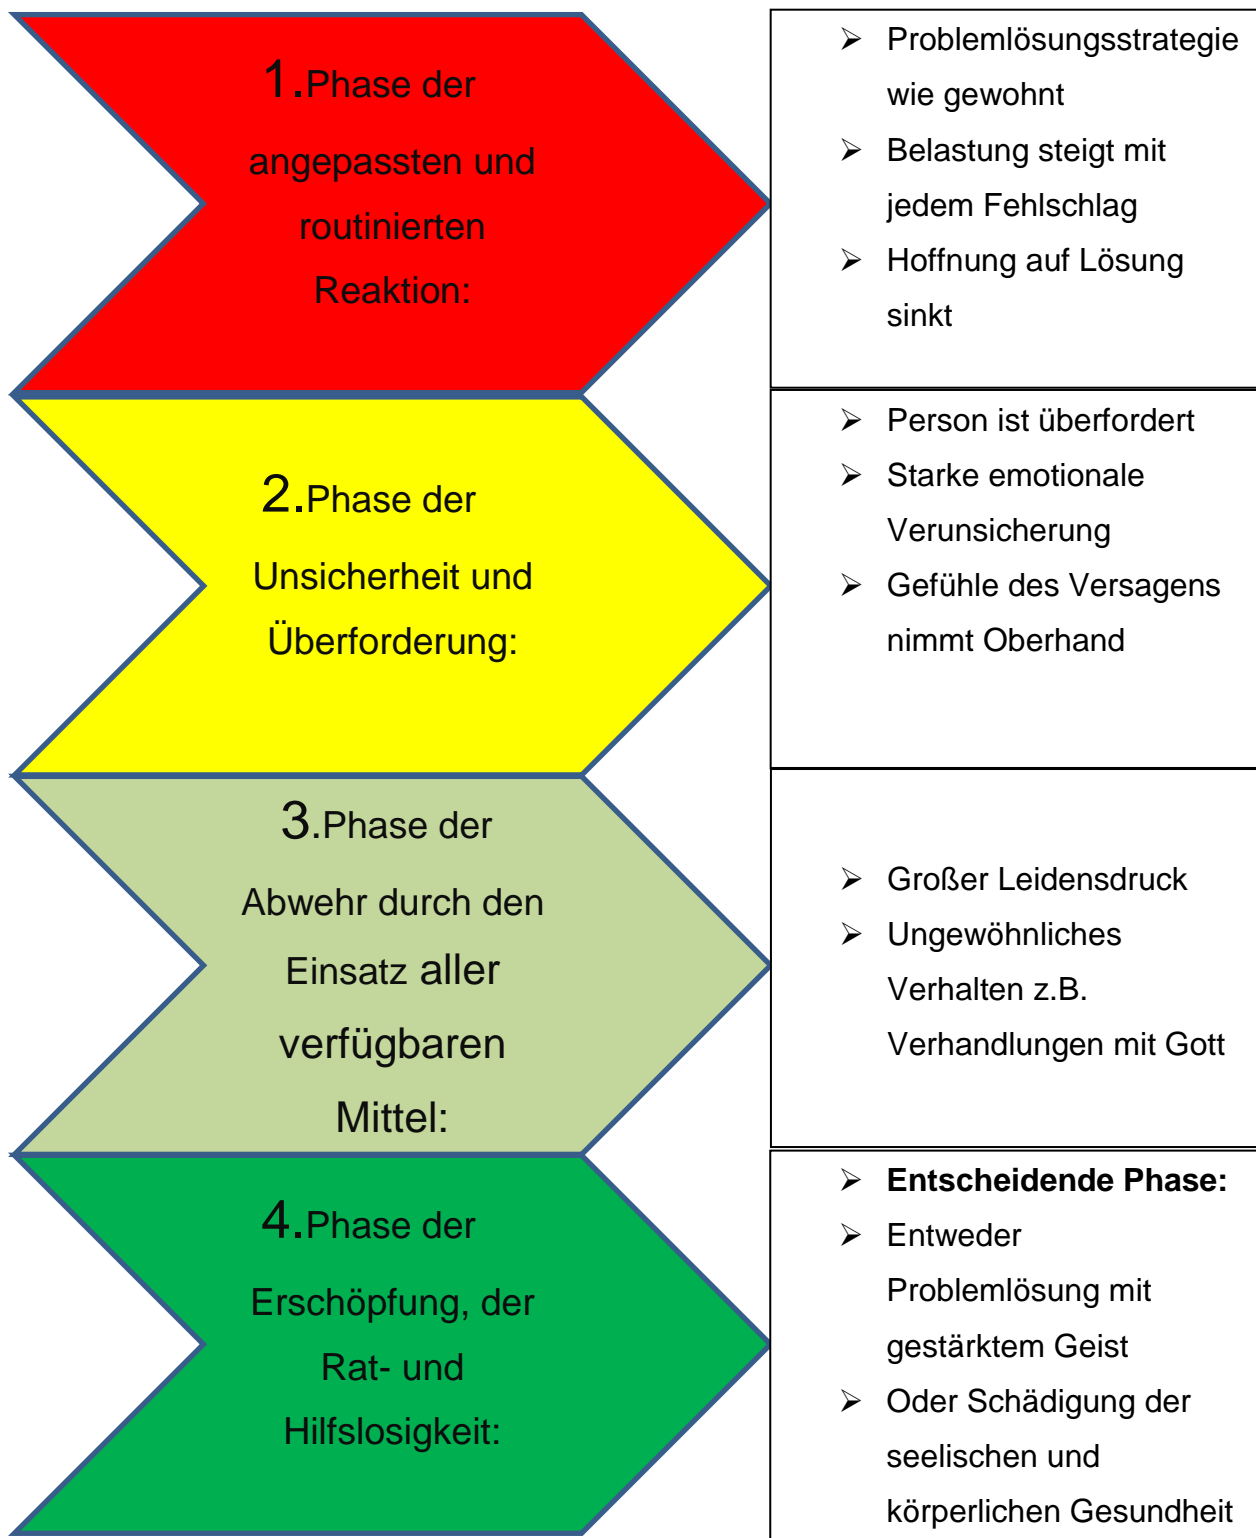 1.Phase der
angepassten und
routinierten
Reaktion:
➢ Problemlösungsstrategie
wie gewohnt
➢ Belastung steigt mit
jedem Fehlschlag
➢ Hoffnung auf Lösung
sinkt
2.Phase der
Unsicherheit und
Überforderung:
➢ Person ist überfordert
➢ Starke emotionale
Verunsicherung
➢ Gefühle des Versagens
nimmt Oberhand
3.Phase der
Abwehr durch den
Einsatz aller
verfügbaren
Mittel:
➢ Großer Leidensdruck
➢ Ungewöhnliches
Verhalten z.B.
Verhandlungen mit Gott
4.Phase der
Erschöpfung, der
Rat- und
Hilfslosigkeit:
➢ Entscheidende Phase:
➢ Entweder
Problemlösung mit
gestärktem Geist
➢ Oder Schädigung der
seelischen und
körperlichen Gesundheit